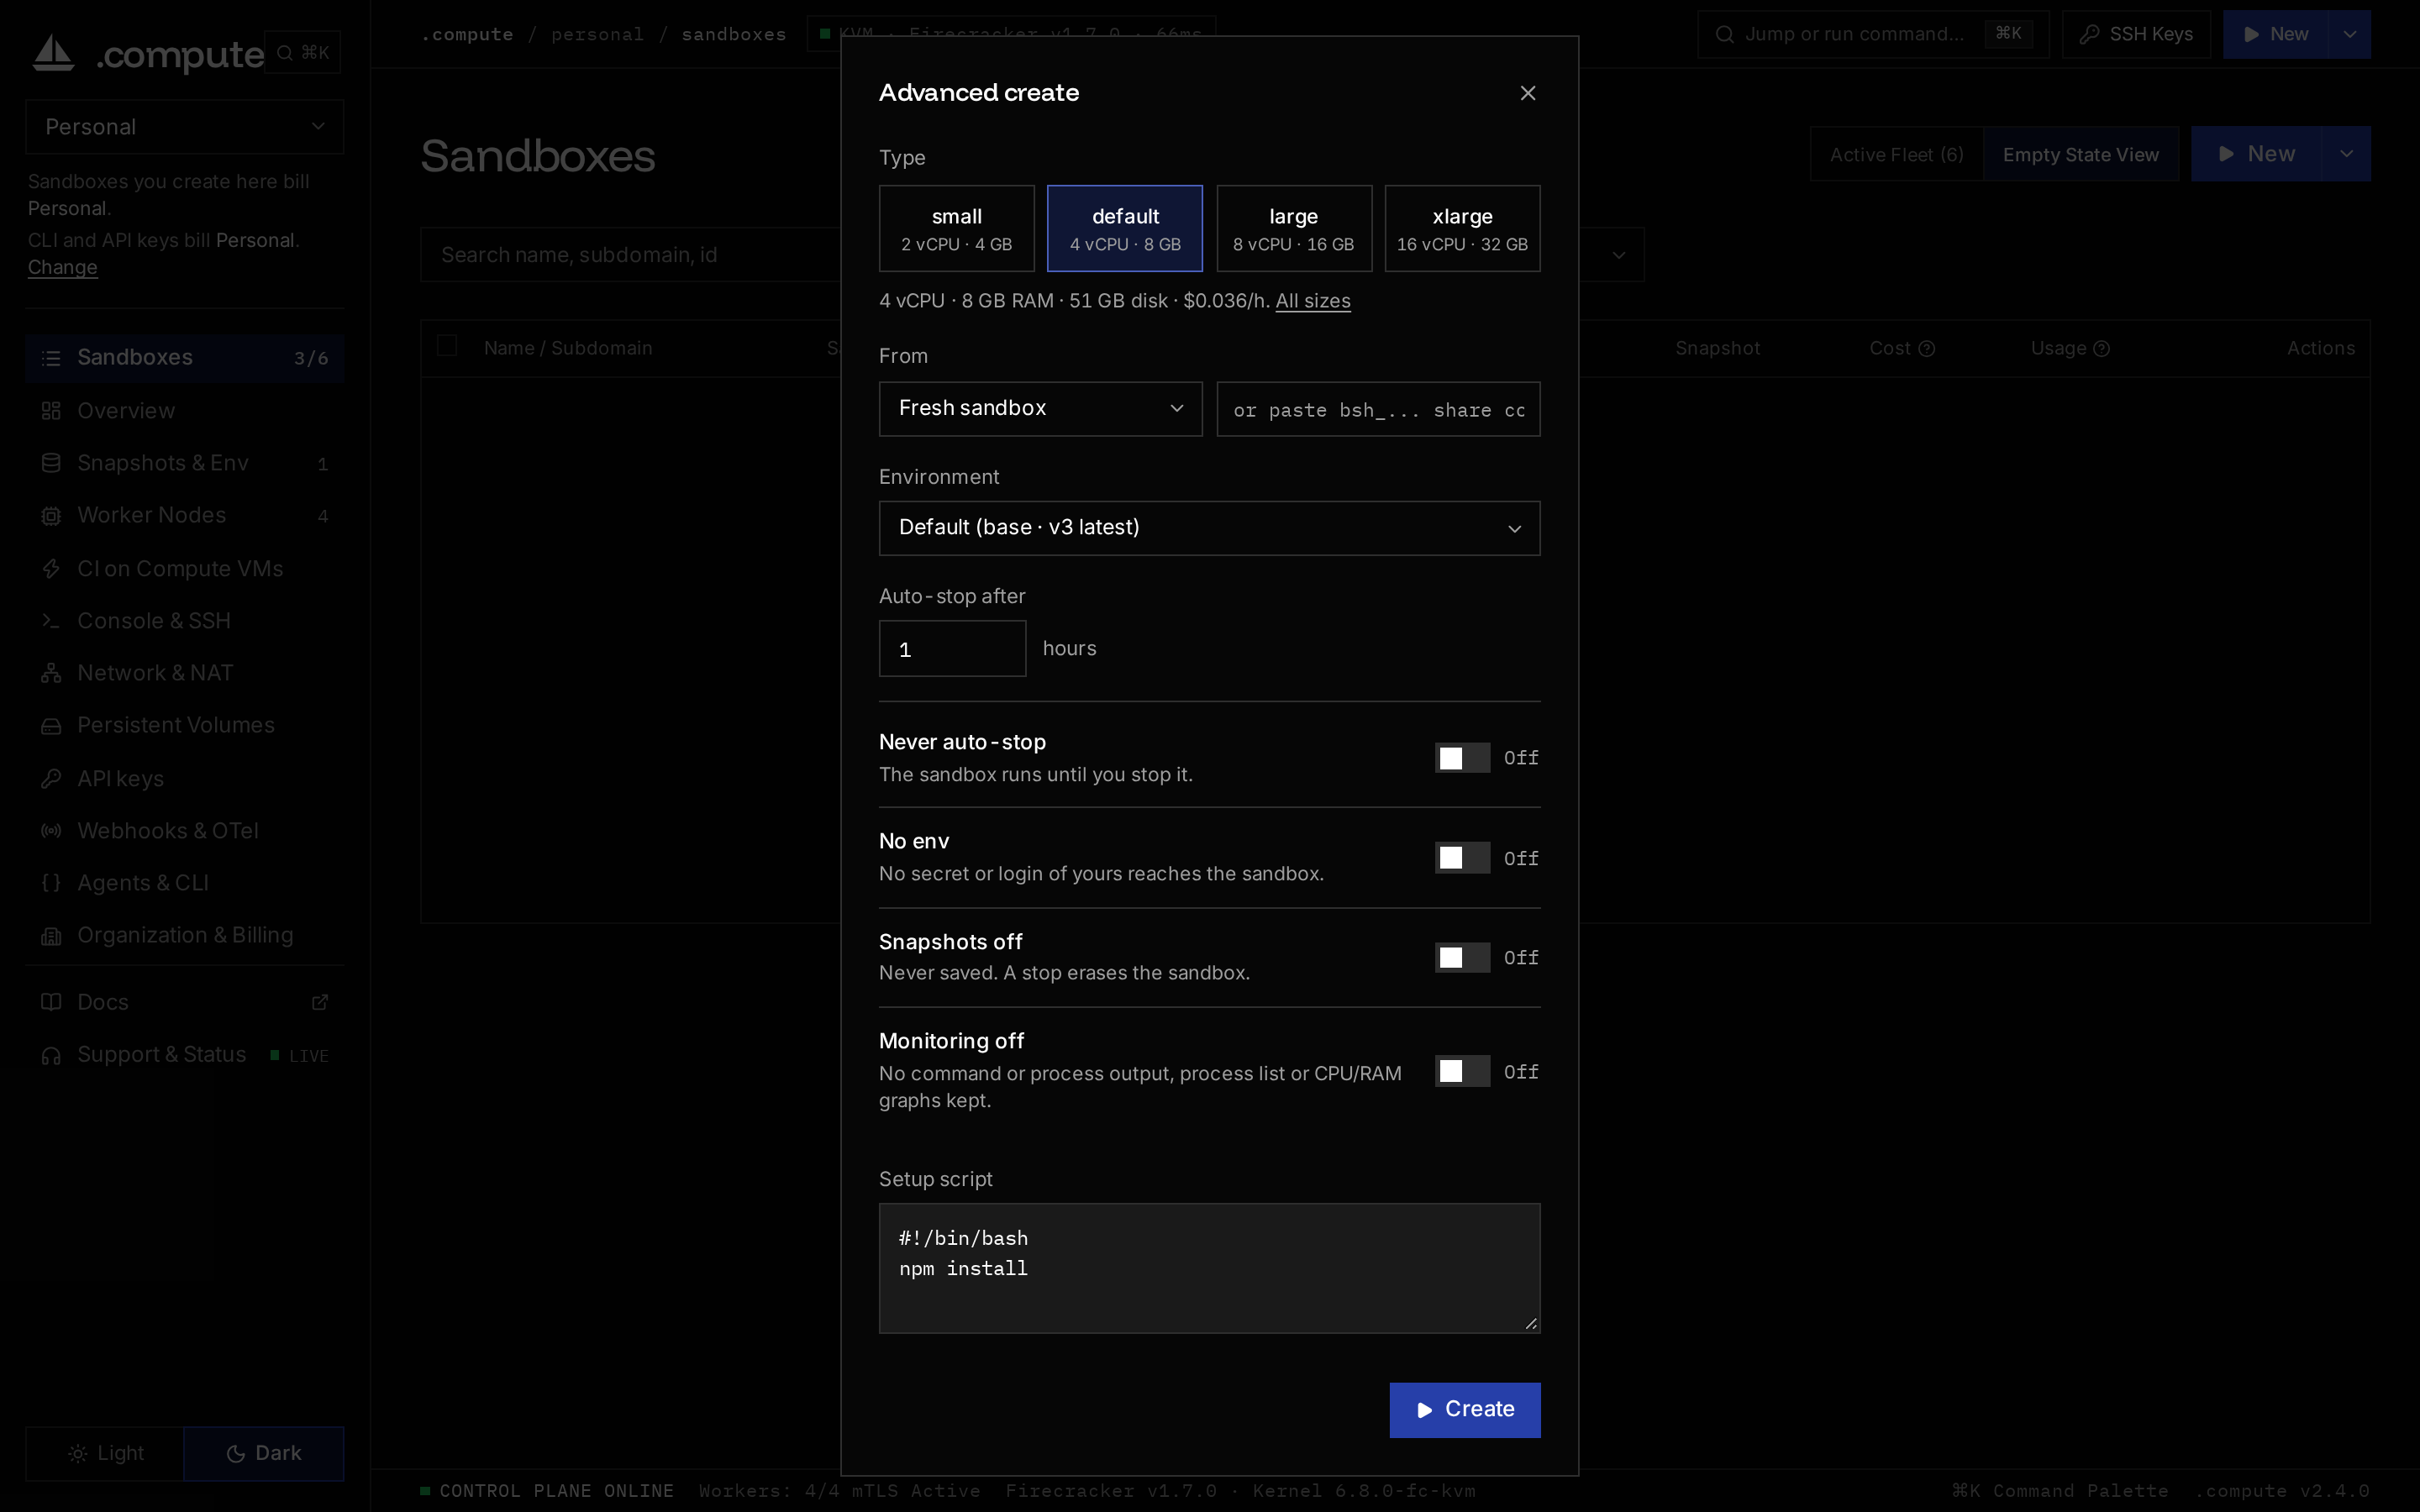 .compute
⌘K
Personal
Sandboxes you create here bill
Personal.
CLI and API keys bill Personal.
Change
Sandboxes 3/6
Overview
Snapshots & Env 1
Worker Nodes 4
CI on Compute VMs
Console & SSH
Network & NAT
Persistent Volumes
API keys
Webhooks & OTel
Agents & CLI
Organization & Billing
Docs
Support & Status LIVE
Light Dark
.compute / personal / sandboxes
KVM · Firecracker v1.7.0 · 66ms
Jump or run command... ⌘K
SSH Keys
New
Sandboxes
Active Fleet (6) Empty State View
New
Search name, subdomain, id
Name / Subdomain Snapshot Cost Usage Actions
Advanced create
Type
small default large xlarge
2 vCPU · 4 GB 4 vCPU · 8 GB 8 vCPU · 16 GB 16 vCPU · 32 GB
4 vCPU · 8 GB RAM · 51 GB disk · $0.036/h. All sizes
From
Fresh sandbox or paste bsh_... share cc
Environment
Default (base · v3 latest)
Auto-stop after
1 hours
Never auto-stop
The sandbox runs until you stop it.
Off
No env
No secret or login of yours reaches the sandbox.
Off
Snapshots off
Never saved. A stop erases the sandbox.
Off
Monitoring off
No command or process output, process list or CPU/RAM
graphs kept.
Off
Setup script
#!/bin/bash
npm install
Create
CONTROL PLANE ONLINE Workers: 4/4 mTLS Active Firecracker v1.7.0 · Kernel 6.8.0-fc-kvm
⌘K Command Palette .compute v2.4.0